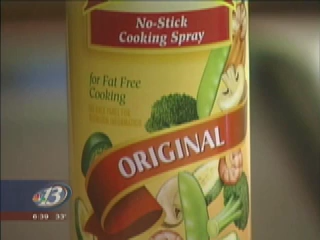 No-Stick
Cooking Spray
for Fat Free
Cooking
ORIGINAL
13
6:39 33°